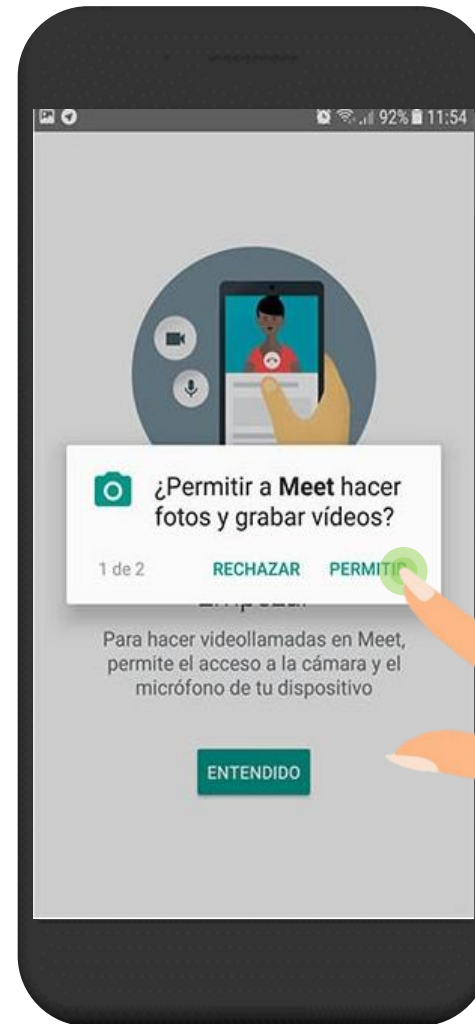 92% 11:54
¿Permitir a Meet hacer
fotos y grabar vídeos?
1 de 2 RECHAZAR PERMITIR
Para hacer videollamadas en Meet,
permite el acceso a la cámara y el
micrófono de tu dispositivo
ENTENDIDO